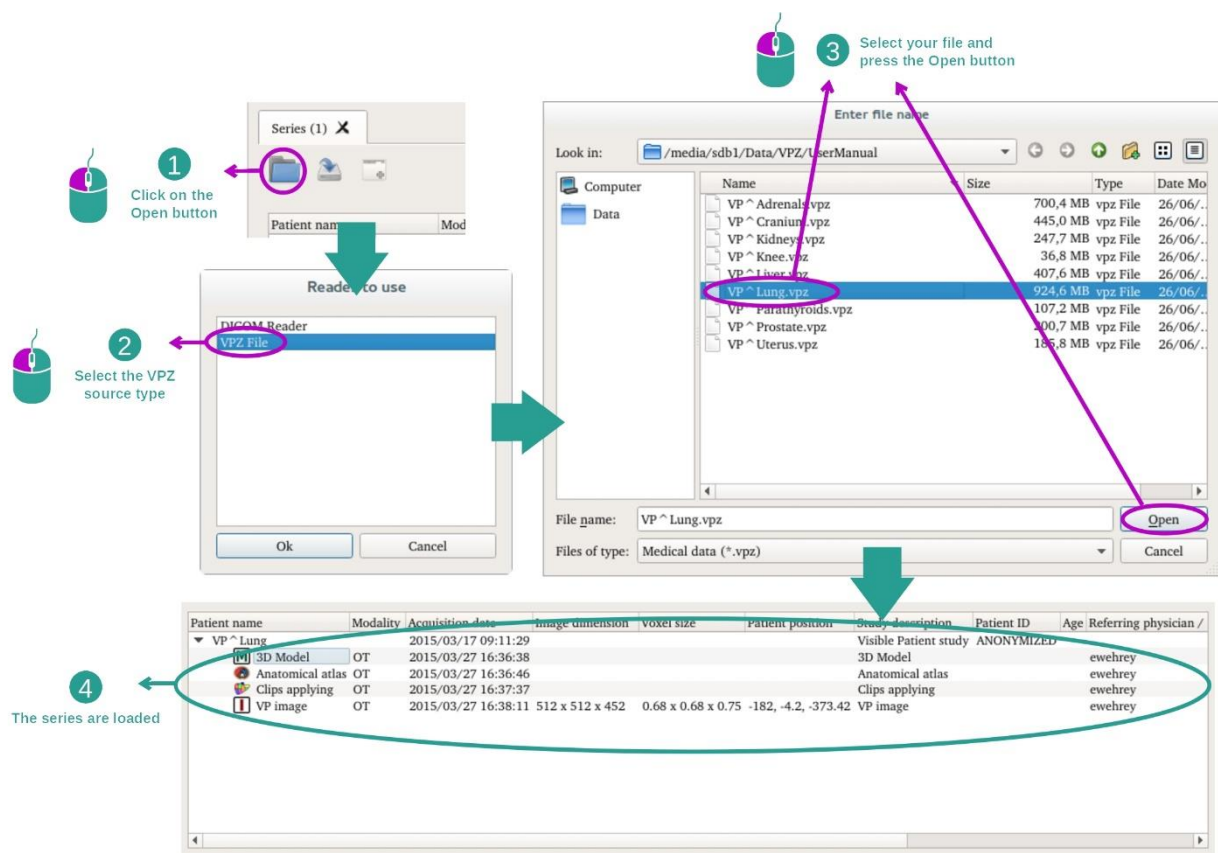 3
Select your file and
press the Open button
Series (1)
1
Click on the
Open button
Patient nam
Mod
Enter file name
Look in:
/media/sdb1/Data/VPZ/UserManual
Computer
Data
Name Size Type Date Mo
VP^Adrenals.vpz 700,4 MB vpz File 26/06/..
VP^Cranium.vpz 445,0 MB vpz File 26/06/..
VP^Kidneys.vpz 247,7 MB vpz File 26/06/..
VP^Knee.vpz 36,8 MB vpz File 26/06/..
VP^Liver.vpz 407,6 MB vpz File 26/06/..
VP^Lung.vpz 924,6 MB vpz File 26/06/..
VP^Parathyroids.vpz 107,2 MB vpz File 26/06/..
VP^Prostate.vpz 200,7 MB vpz File 26/06/..
VP^Uterus.vpz 185,8 MB vpz File 26/06/..
File name: VP^Lung.vpz Open
Files of type: Medical data (*.vpz) Cancel
Reader to use
DICOM Reader
VPZ File
2
Select the VPZ
source type
Ok Cancel
Patient name Modality Acquisition date Image dimension Voxel size Patient position Study description Patient ID Age Referring physician /
VP^Lung 2015/03/17 09:11:29 Visible Patient study ANONYMIZED
M 3D Model OT 2015/03/27 16:36:38 3D Model ewehrey
Anatomical atlas OT 2015/03/27 16:36:46 Anatomical atlas ewehrey
Clips applying OT 2015/03/27 16:37:37 Clips applying ewehrey
I VP image OT 2015/03/27 16:38:11 512 x 512 x 452 0.68 x 0.68 x 0.75 -182, -4.2, -373.42 VP image ewehrey
4
The series are loaded